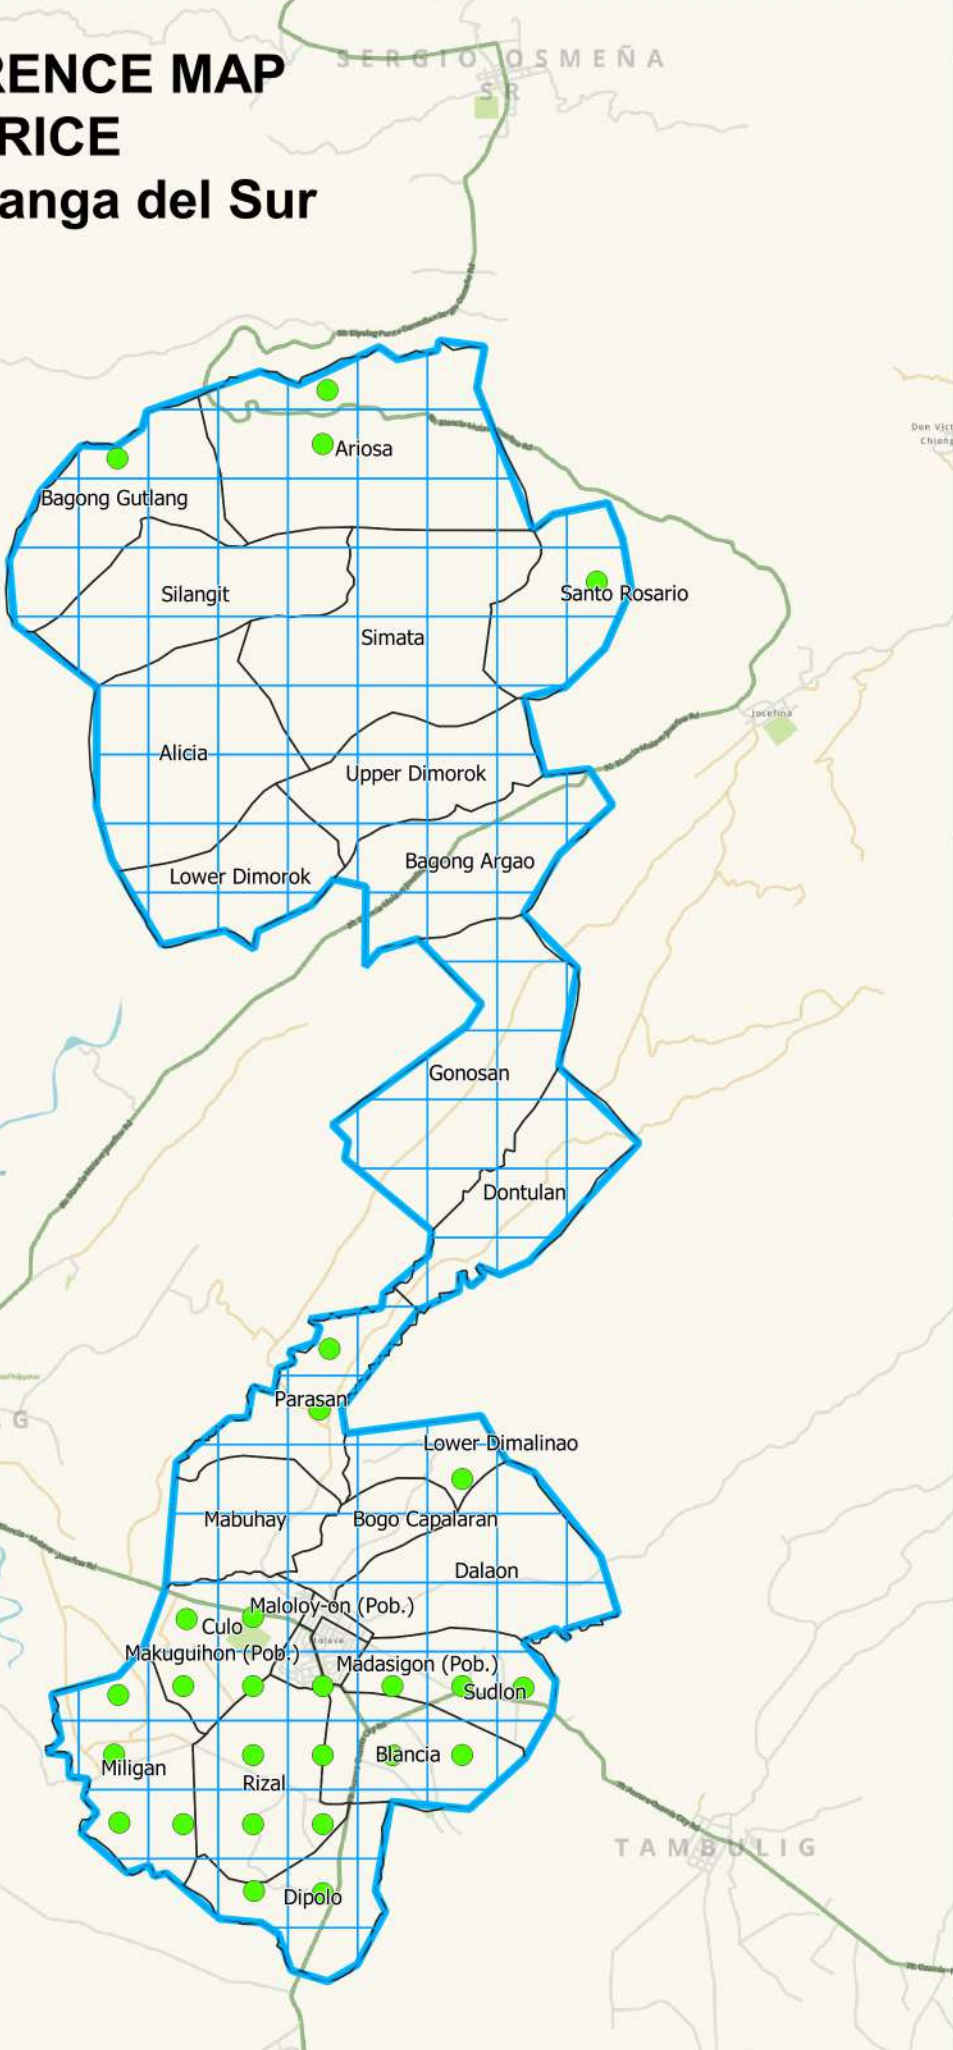 RENCE MAP
RICE
anga del Sur
SERGIO OSMEÑA
SR
Ariosa
Bagong Gutlang
Silangit
Santo Rosario
Simata
Josefina
Alicia
Upper Dimorok
Bagong Argao
Lower Dimorok
Gonosan
Dontulan
Parasan
G
Lower Dimalinao
Mabuhay
Bogo Capalaran
Dalaon
Maloloy-on (Pob.)
Culo
Makuguihon (Pob.)
Madasigon (Pob.)
Sudlon
Blancia
Miligan
Rizal
TAMBULIG
Dipolo